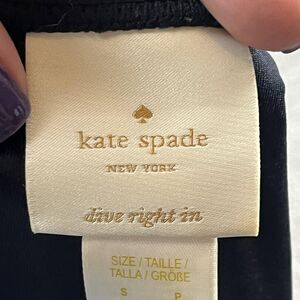 kate spade
NEW YORK
dive right in
SIZE / TAILLE /
TALLA / GRÖßE
S P